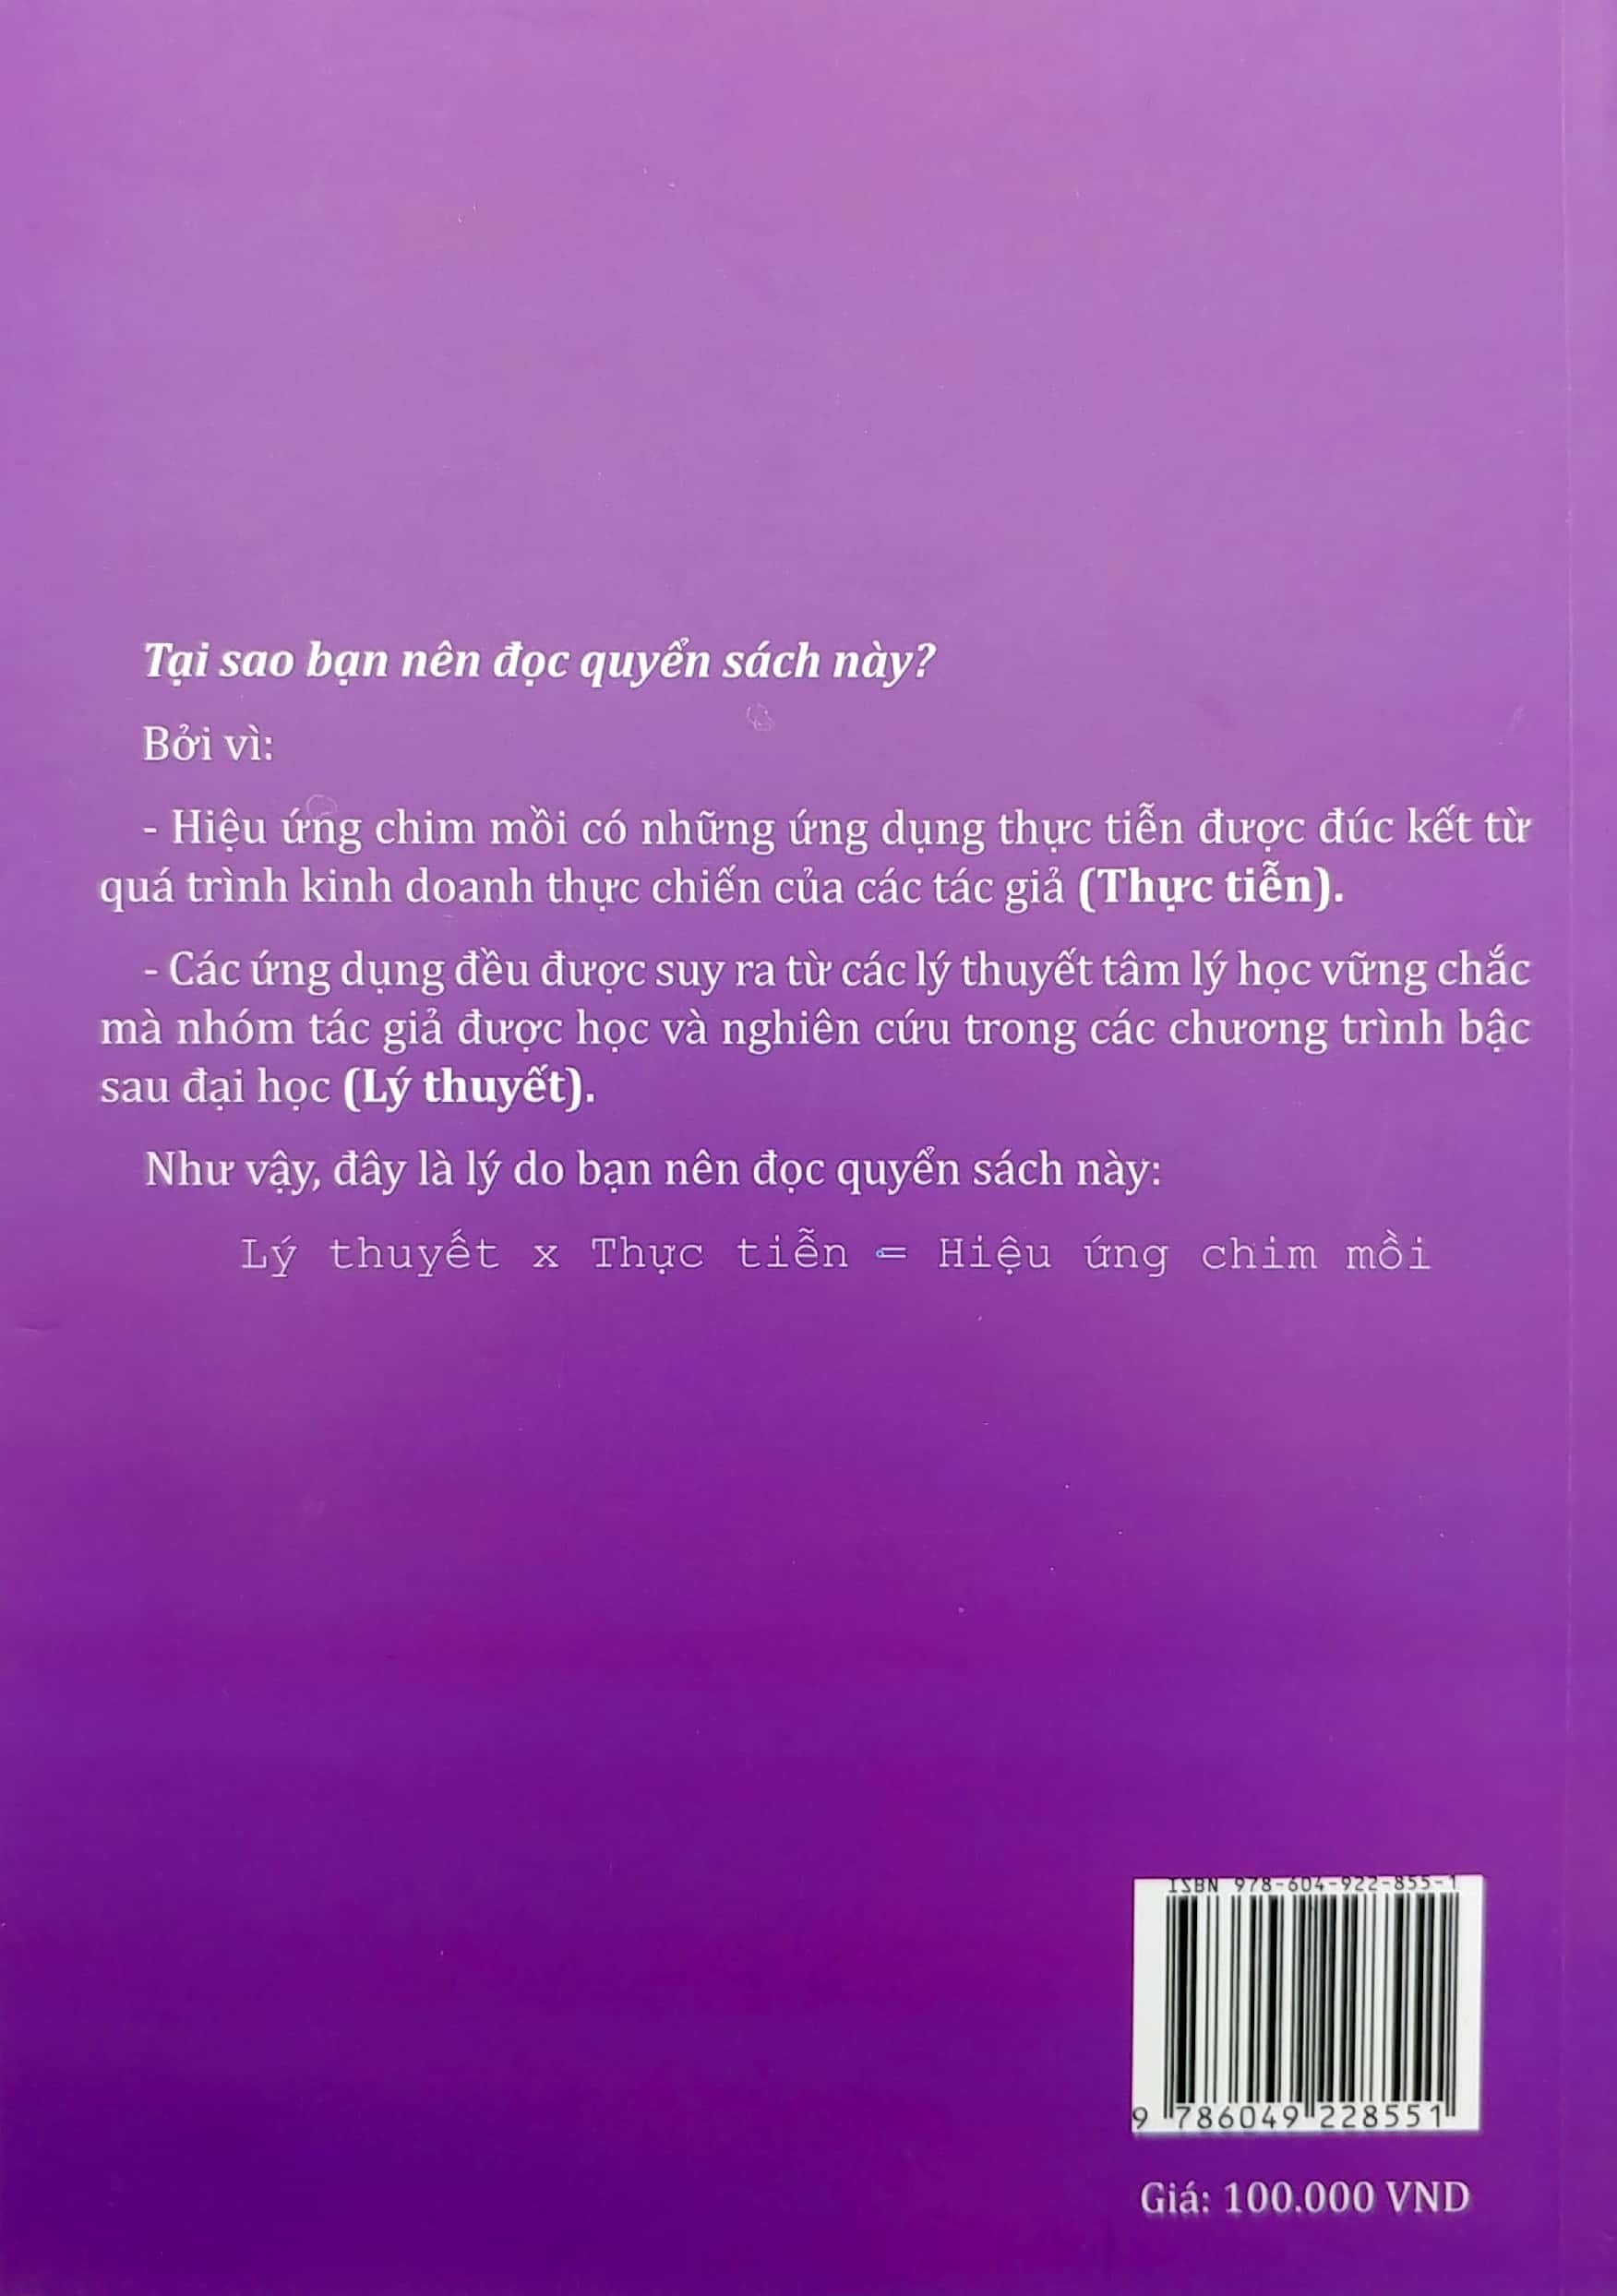 Tại sao bạn nên đọc quyển sách này?
Bởi vì:
- Hiệu ứng chim mồi có những ứng dụng thực tiễn được đúc kết từ
quá trình kinh doanh thực chiến của các tác giả (Thực tiễn).
- Các ứng dụng đều được suy ra từ các lý thuyết tâm lý học vững chắc
mà nhóm tác giả được học và nghiên cứu trong các chương trình bậc
sau đại học (Lý thuyết).
Như vậy, đây là lý do bạn nên đọc quyển sách này:
Lý thuyết x Thực tiễn = Hiệu ứng chim mồi
ISBN 978-604-922-855-1
9 786049 228551
Giá: 100.000 VND